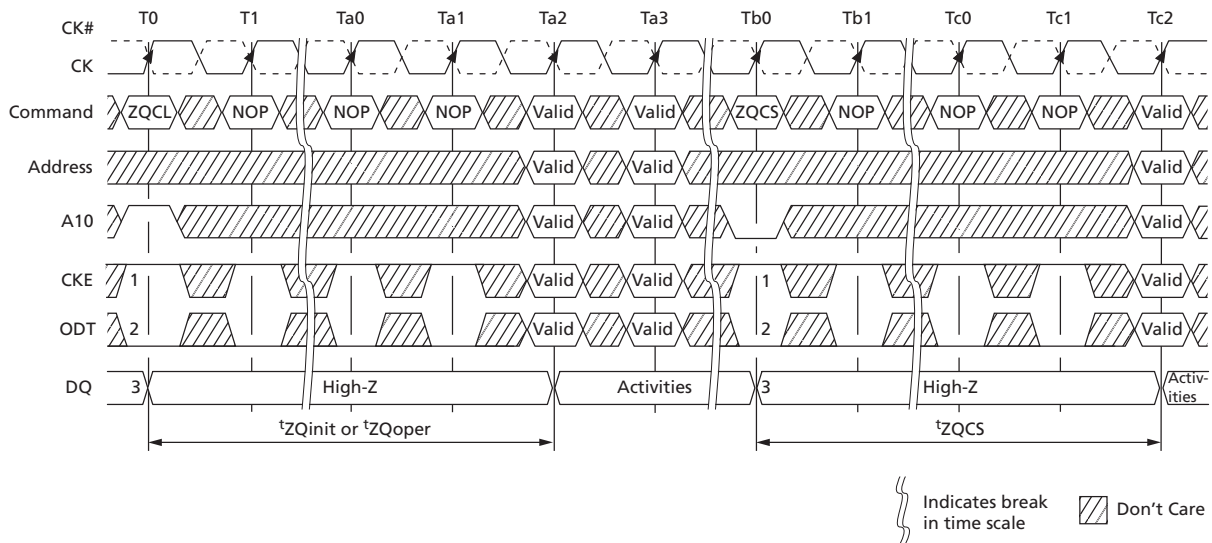 T0 T1 Ta0 Ta1 Ta2 Ta3 Tb0 Tb1 Tc0 Tc1 Tc2
CK#
CK
Command ZQCL NOP NOP NOP Valid Valid ZQCS NOP NOP NOP Valid
Address Valid Valid Valid
A10 Valid Valid Valid
CKE 1 Valid Valid 1 Valid
ODT 2 Valid Valid 2 Valid
DQ 3 High-Z Activities 3 High-Z Activ-
ities
tZQinit or tZQoper tZQCS
Indicates break
in time scale
Don't Care